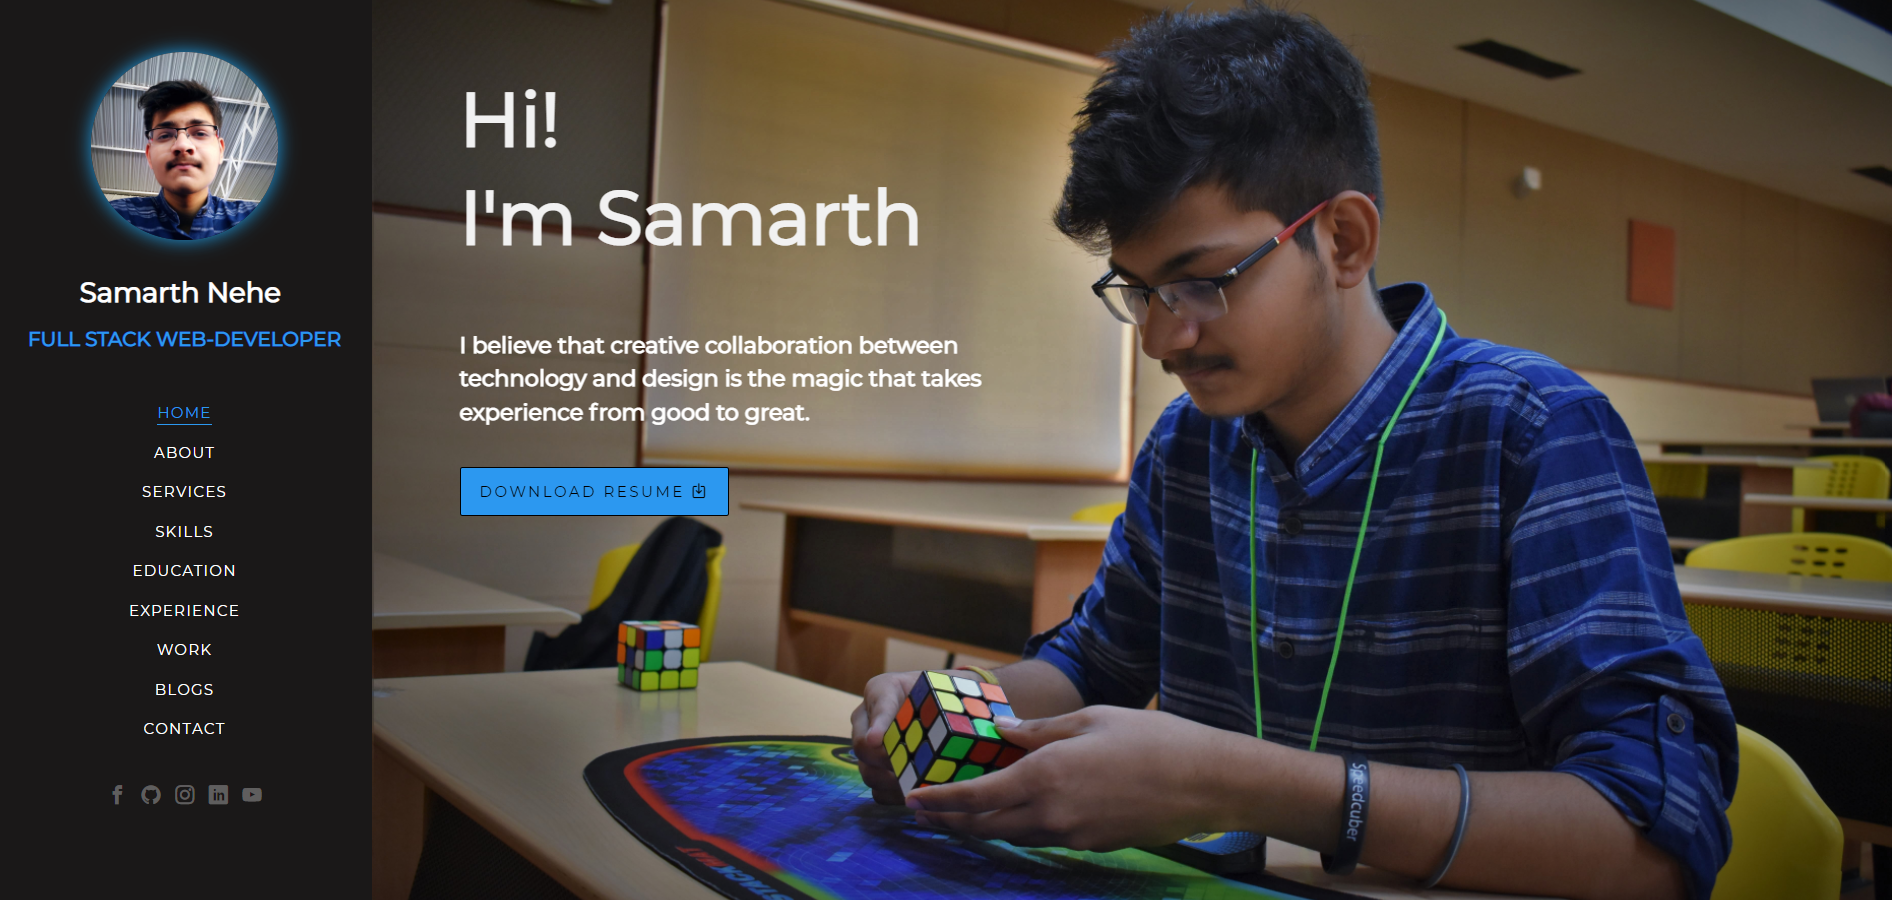 Samarth Nehe
FULL STACK WEB-DEVELOPER
HOME
ABOUT
SERVICES
SKILLS
EDUCATION
EXPERIENCE
WORK
BLOGS
CONTACT
Hi!
I'm Samarth
I believe that creative collaboration between
technology and design is the magic that takes
experience from good to great.
DOWNLOAD RESUME
Speedcuber
STACKMAT